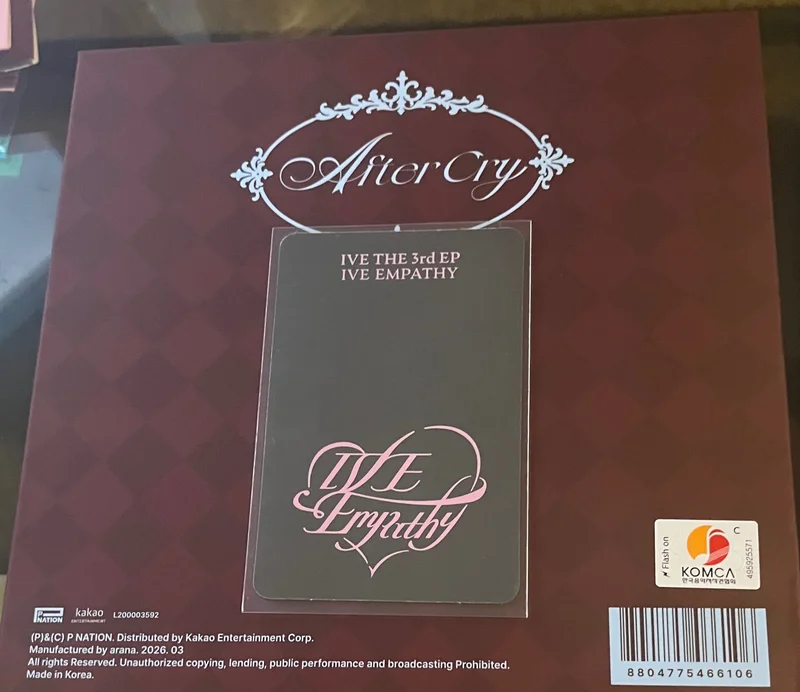 After Cry
IVE THE 3rd EP
IVE EMPATHY
IVE
Empathy
Flash on
C
KOMCA
한국음악저작권협회
495925571
P NATION
kakao
ENTERTAINMENT
L200003592
(P)&(C) P NATION. Distributed by Kakao Entertainment Corp.
Manufactured by arana. 2026. 03
All rights Reserved. Unauthorized copying, lending, public performance and broadcasting Prohibited.
Made in Korea.
8804775466106